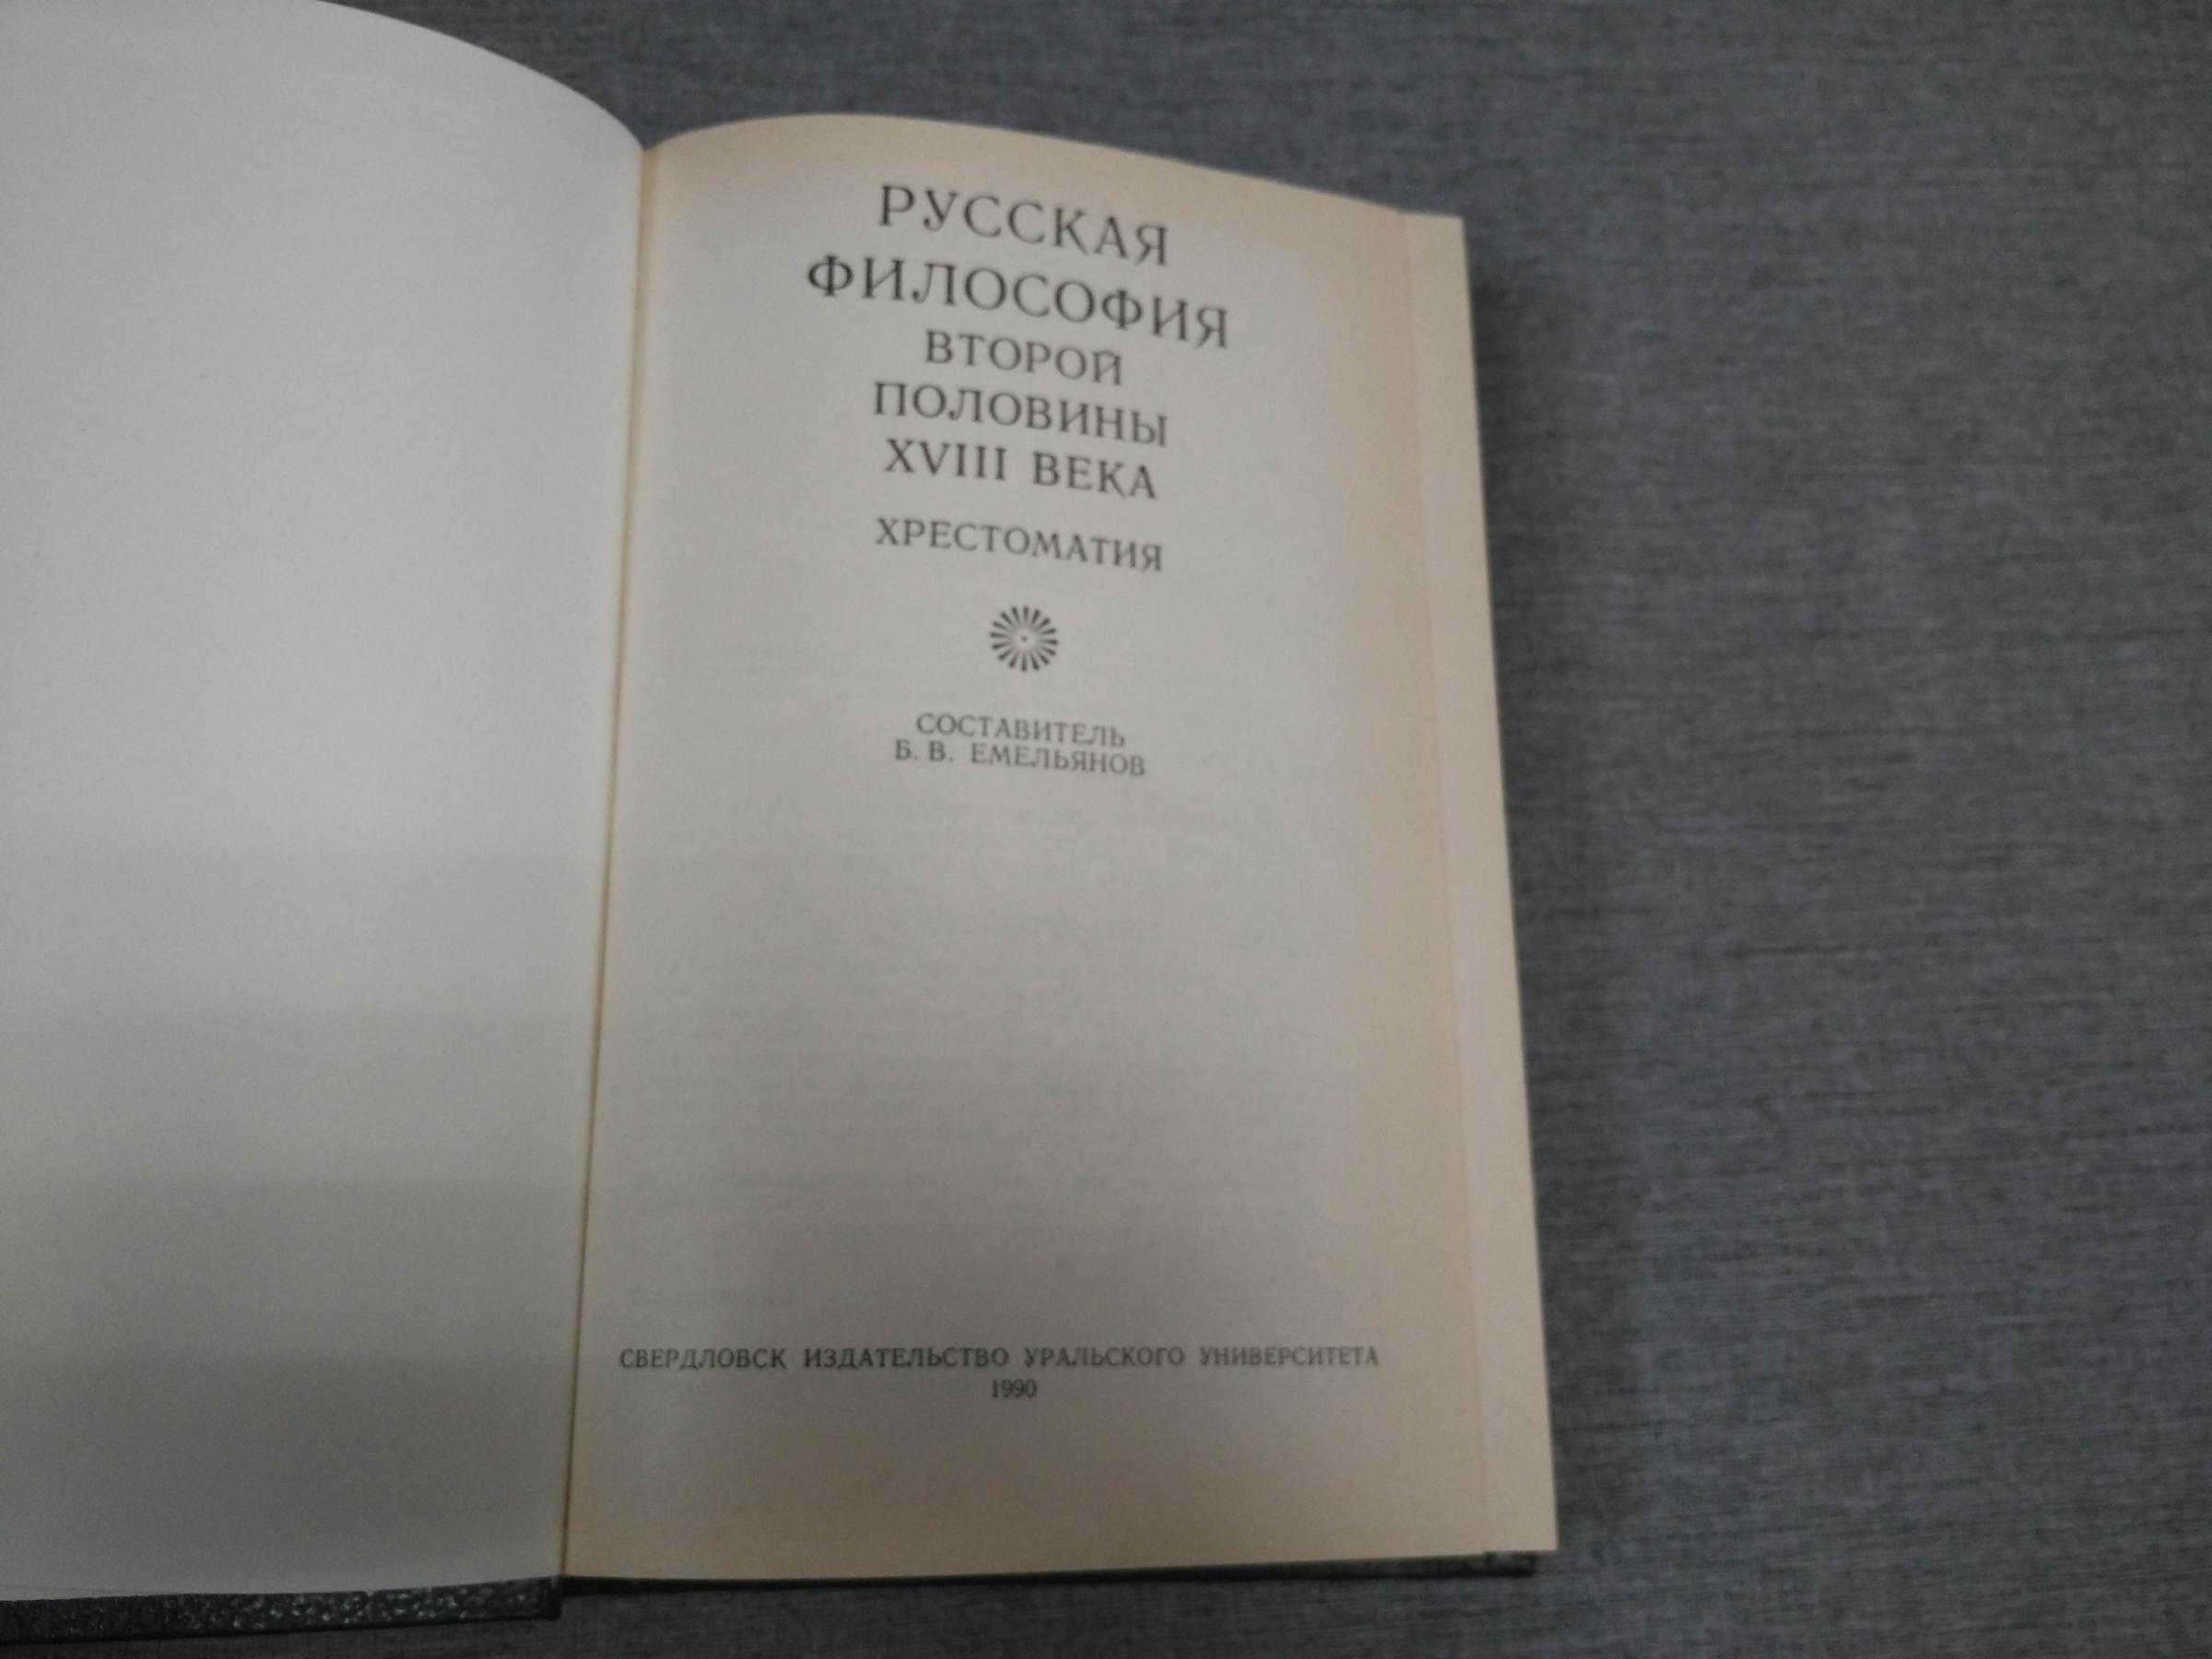 РУССКАЯ
ФИЛОСОФИЯ
ВТОРОЙ
ПОЛОВИНЫ
XVIII ВЕКА
ХРЕСТОМАТИЯ
СОСТАВИТЕЛЬ
Б. В. ЕМЕЛЬЯНОВ
СВЕРДЛОВСК ИЗДАТЕЛЬСТВО УРАЛЬСКОГО УНИВЕРСИТЕТА
1990